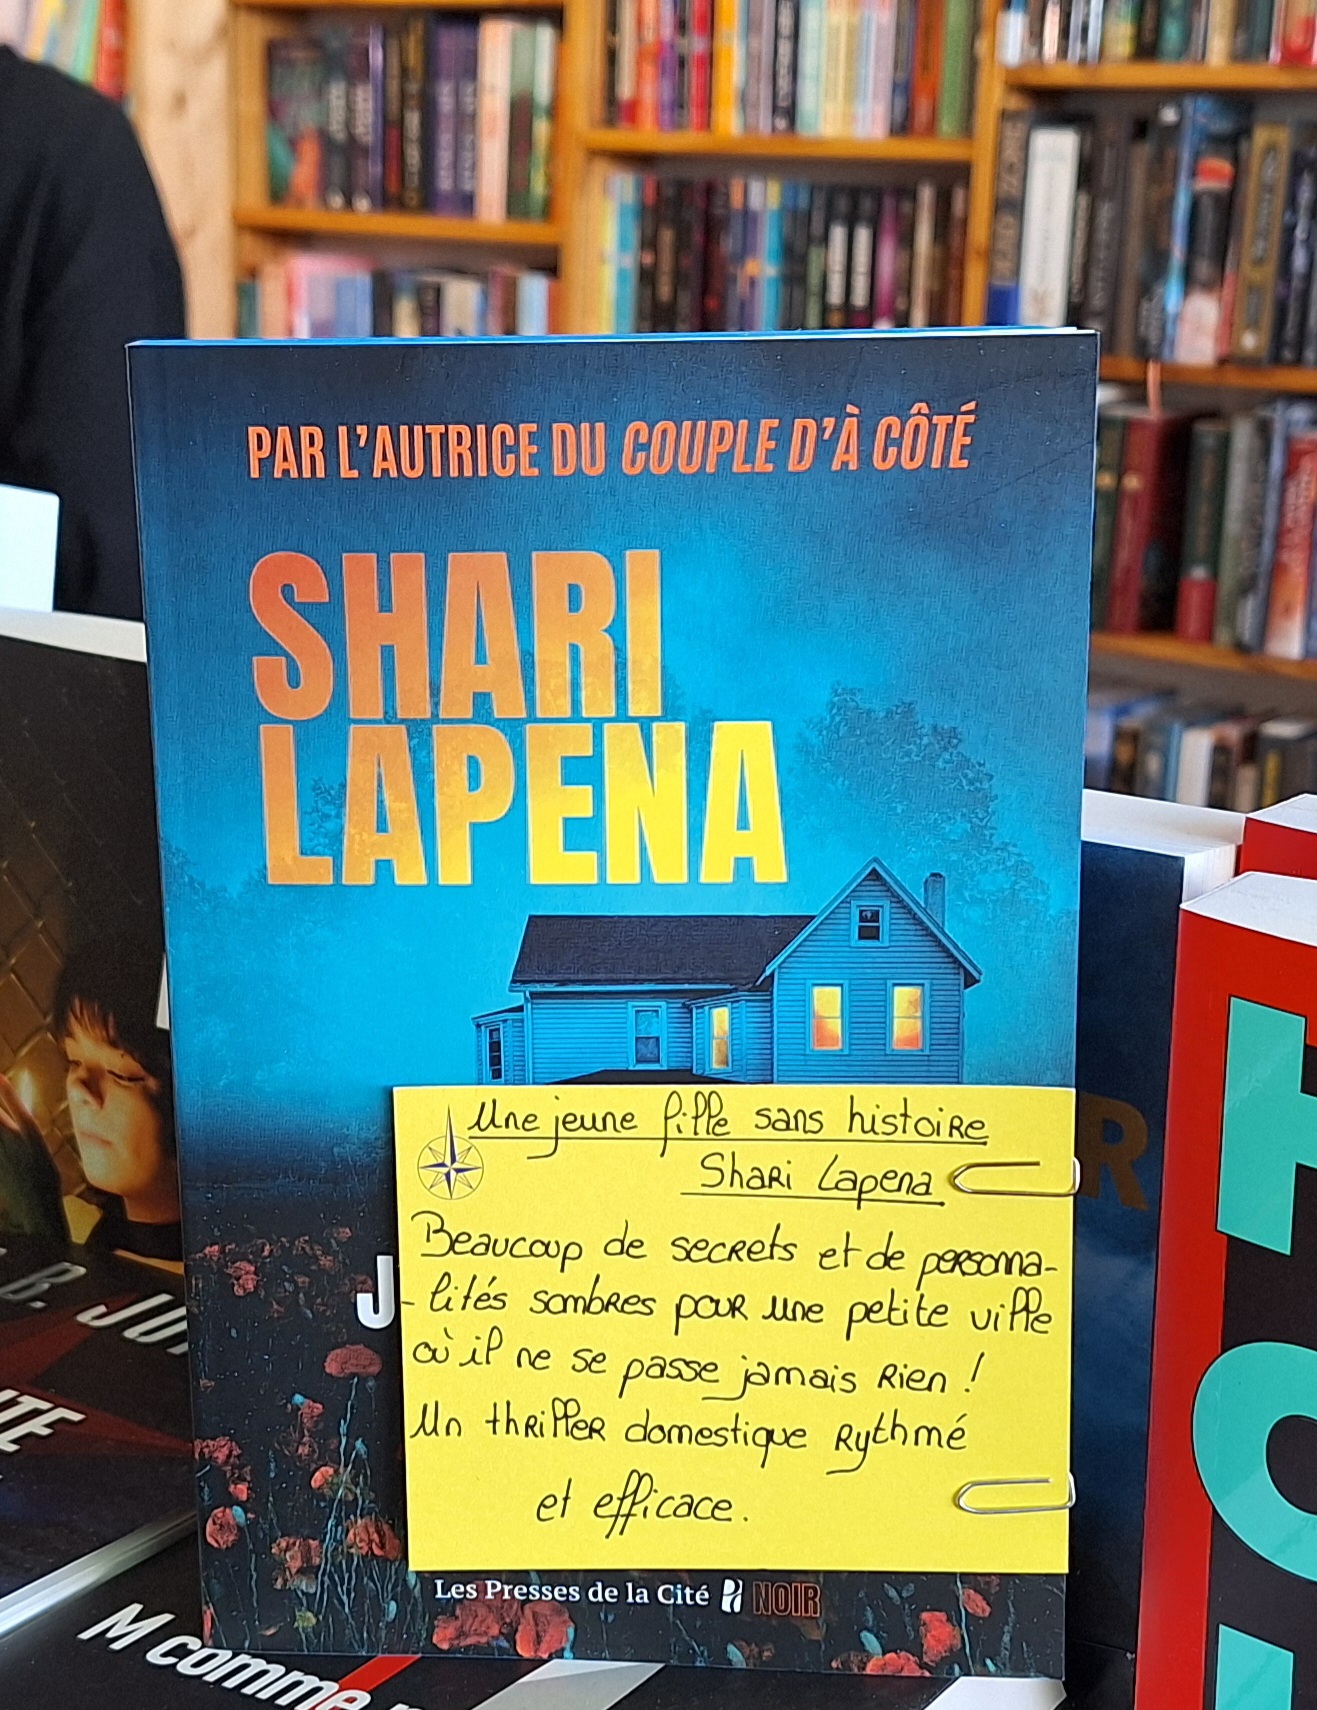 PAR L'AUTRICE DU COUPLE D'À CÔTÉ
SHARI
LAPENA
Une jeune fille sans histoire
Shari Lapena
Beaucoup de secrets et de persona-
-lités sombres pour une petite ville
où il ne se passe jamais rien !
Un thriller domestique rythmé
et efficace.
J
Les Presses de la Cité NOIR
B. JU
M comme